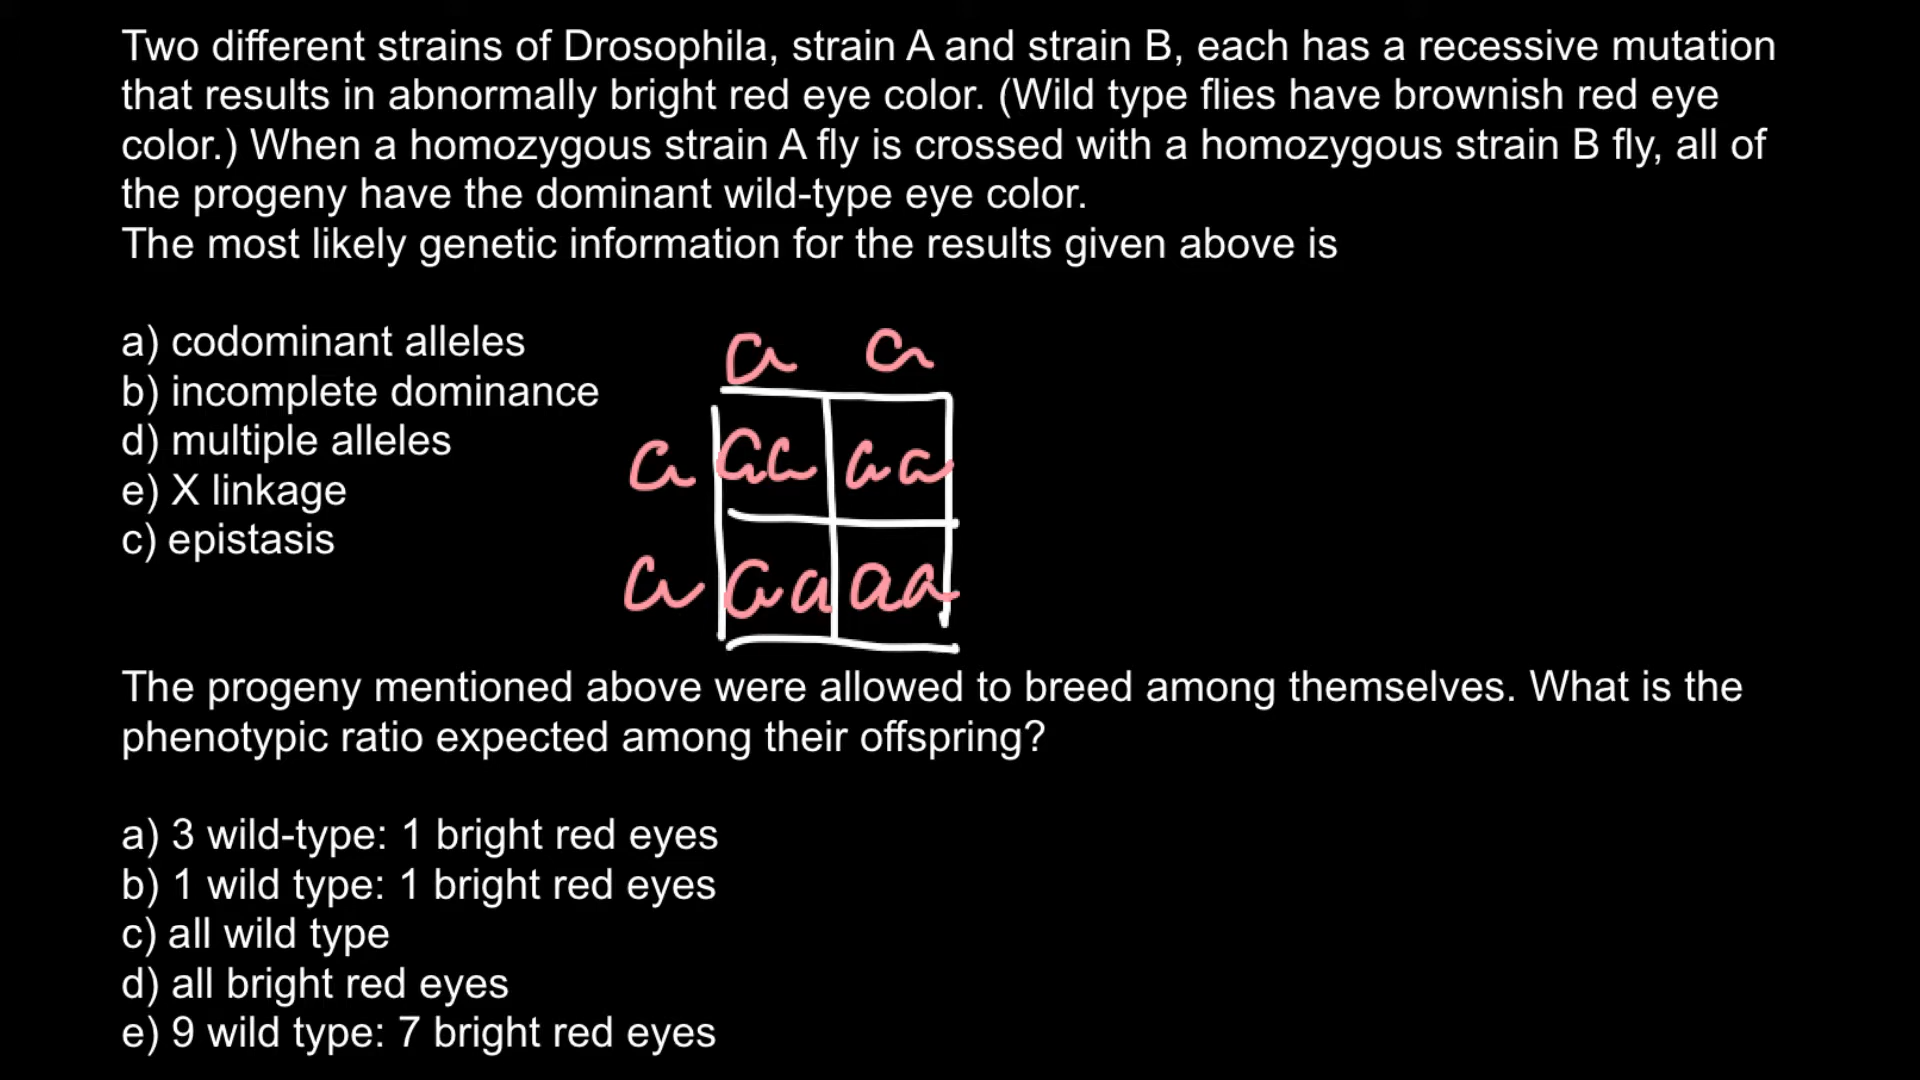 Two different strains of Drosophila, strain A and strain B, each has a recessive mutation
that results in abnormally bright red eye color. (Wild type flies have brownish red eye
color.) When a homozygous strain A fly is crossed with a homozygous strain B fly, all of
the progeny have the dominant wild-type eye color.
The most likely genetic information for the results given above is
a) codominant alleles
b) incomplete dominance
d) multiple alleles
e) X linkage
c) epistasis
a a
a aa aa
a aa aa
The progeny mentioned above were allowed to breed among themselves. What is the
phenotypic ratio expected among their offspring?
a) 3 wild-type: 1 bright red eyes
b) 1 wild type: 1 bright red eyes
c) all wild type
d) all bright red eyes
e) 9 wild type: 7 bright red eyes